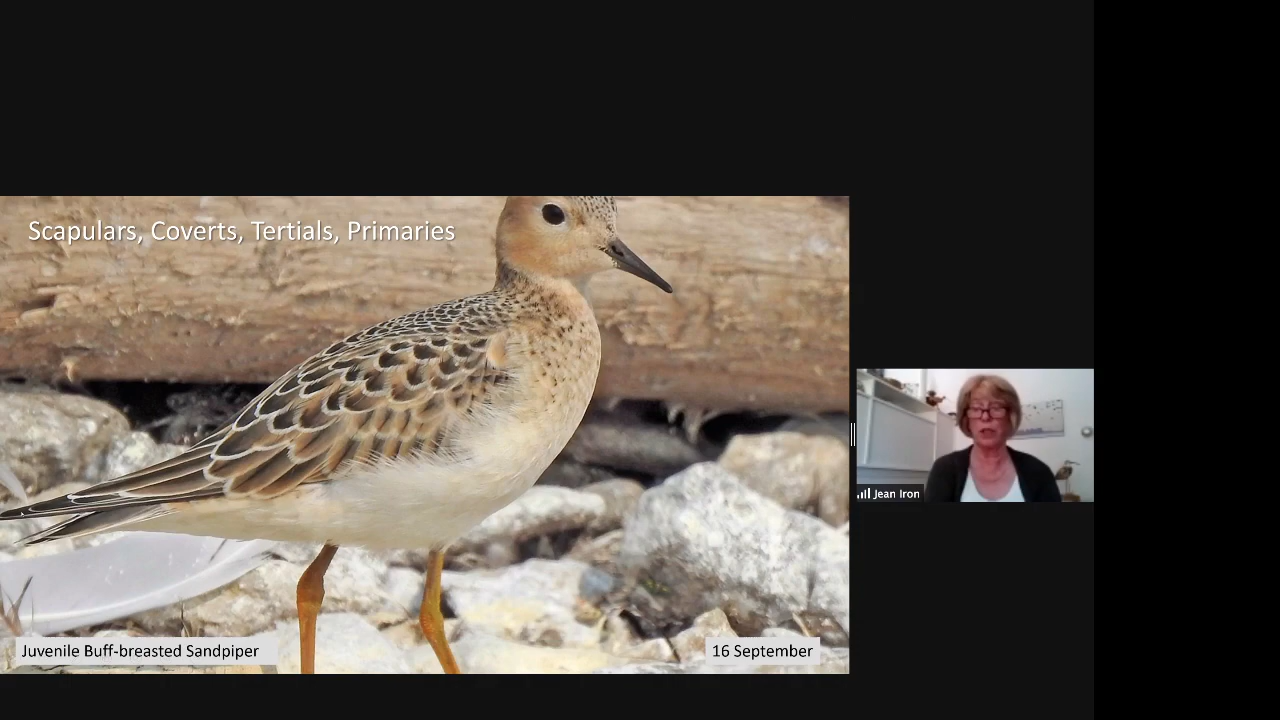 Scapulars, Coverts, Tertials, Primaries
Juvenile Buff-breasted Sandpiper
16 September
Jean Iron